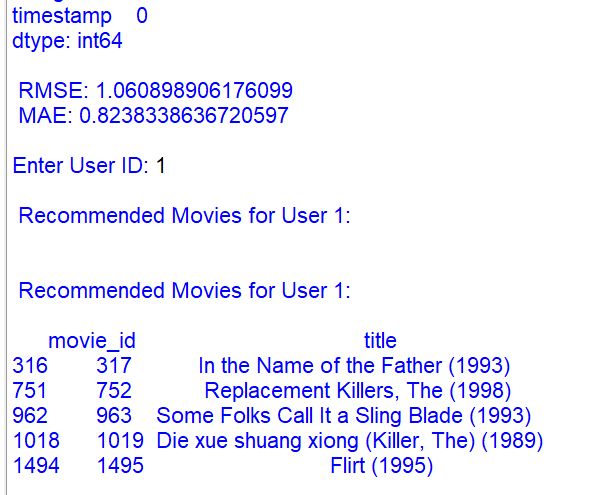 timestamp 0
dtype: int64
RMSE: 1.060898906176099
MAE: 0.8238338636720597
Enter User ID: 1
Recommended Movies for User 1:
Recommended Movies for User 1:
movie_id title
316 317 In the Name of the Father (1993)
751 752 Replacement Killers, The (1998)
962 963 Some Folks Call It a Sling Blade (1993)
1018 1019 Die xue shuang xiong (Killer, The) (1989)
1494 1495 Flirt (1995)